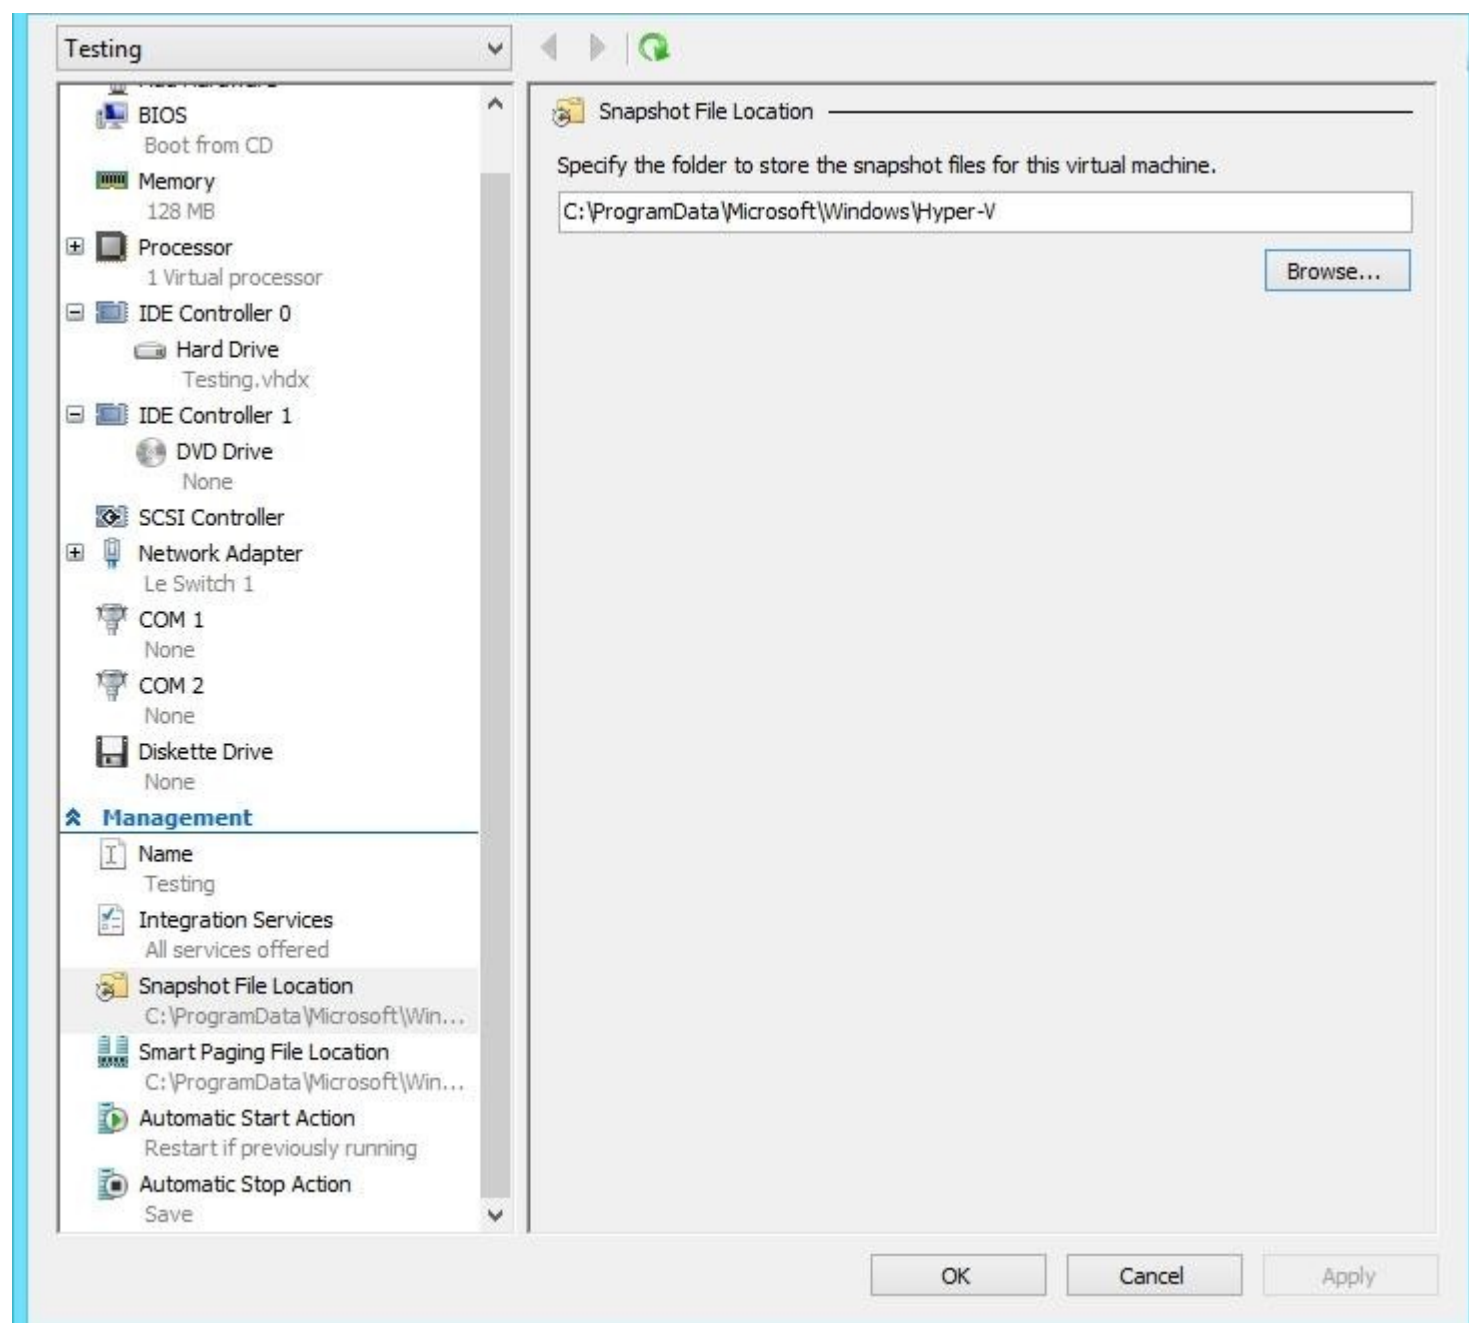 Testing
BIOS
Boot from CD
Memory
128 MB
Processor
1 Virtual processor
IDE Controller 0
Hard Drive
Testing.vhdx
IDE Controller 1
DVD Drive
None
SCSI Controller
Network Adapter
Le Switch 1
COM 1
None
COM 2
None
Diskette Drive
None
Management
Name
Testing
Integration Services
All services offered
Snapshot File Location
C:\ProgramData\Microsoft\Win...
Smart Paging File Location
C:\ProgramData\Microsoft\Win...
Automatic Start Action
Restart if previously running
Automatic Stop Action
Save
Snapshot File Location
Specify the folder to store the snapshot files for this virtual machine.
C:\ProgramData\Microsoft\Windows\Hyper-V
Browse...
OK
Cancel
Apply